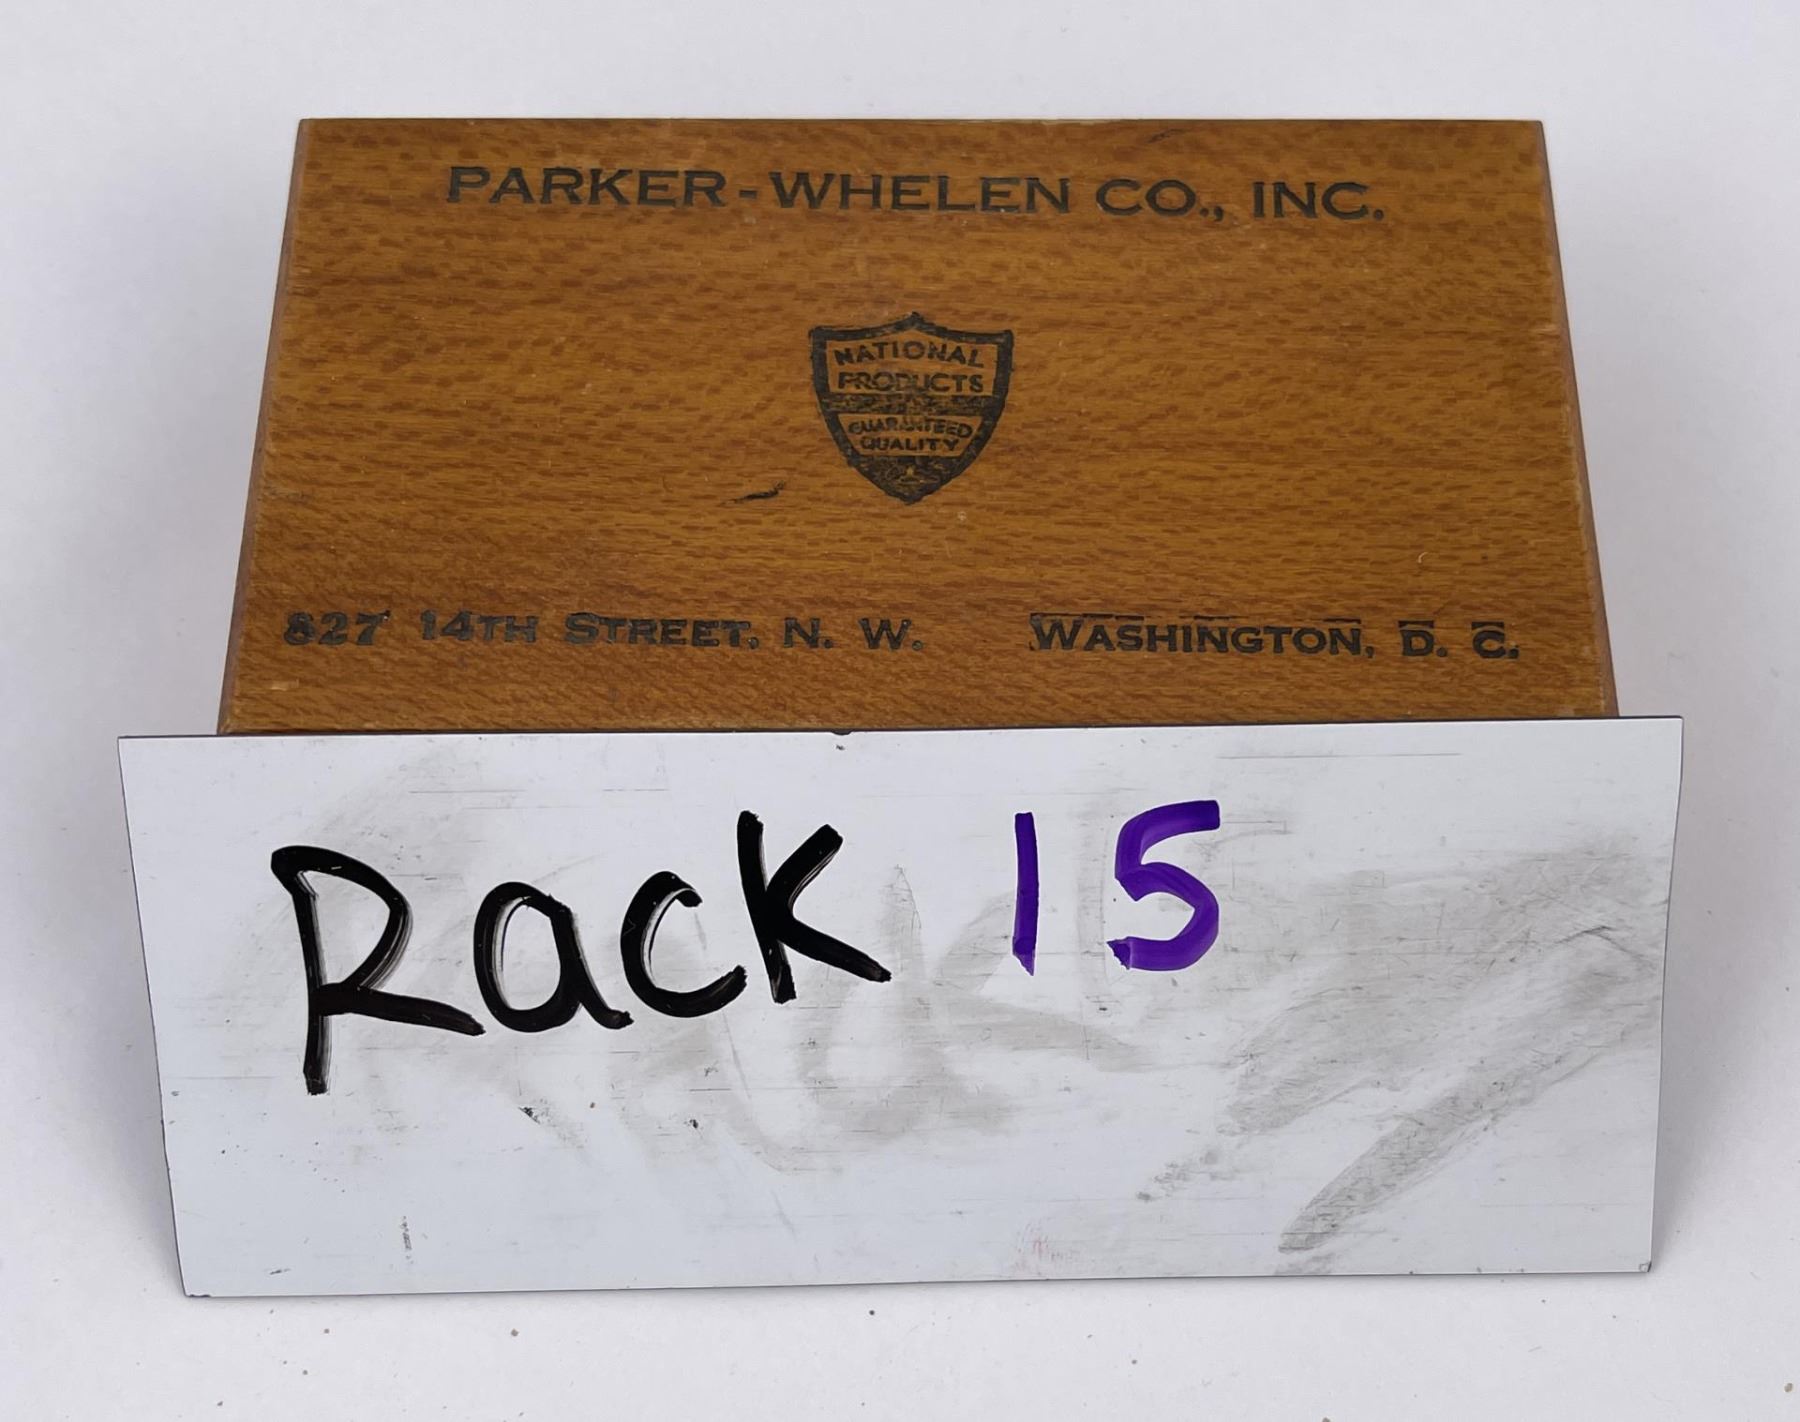 PARKER-WHELEN CO., INC.
NATIONAL
PRODUCTS
GUARANTEED
QUALITY
827 14TH STREET, N. W. WASHINGTON, D. C.
Rack 15